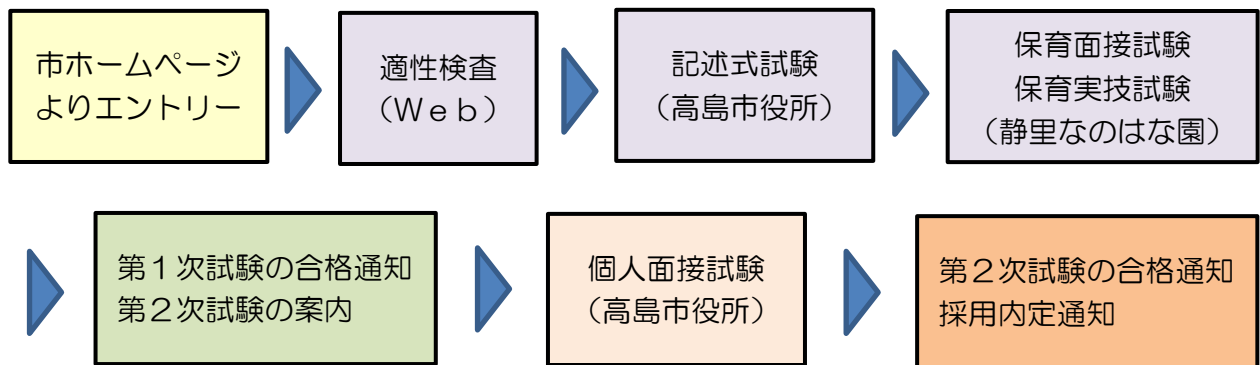 市ホームページ
よりエントリー
適性検査
（Ｗｅｂ）
記述式試験
（高島市役所）
保育面接試験
保育実技試験
（静里なのはな園）
第１次試験の合格通知
第２次試験の案内
個人面接試験
（高島市役所）
第２次試験の合格通知
採用内定通知